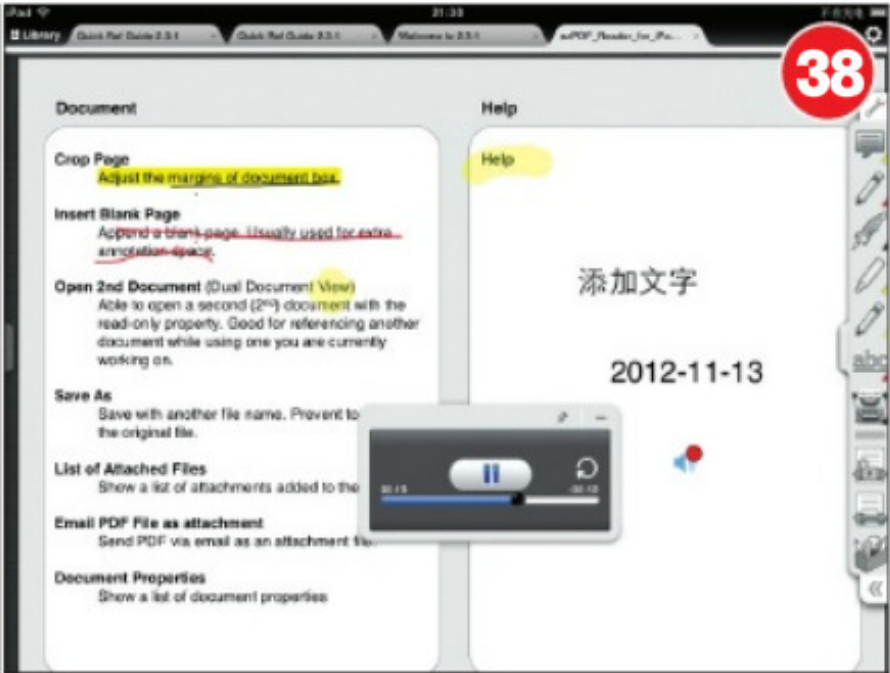 iPad 21:30
Library Quick Ref Guide 2.5.1 Quick Ref Guide 2.5.1 Welcome to 2.5.1 ezPDF_Reader_for_iPa...
38
Document
Crop Page
Adjust the margins of document box.
Insert Blank Page
Append a blank page. Usually used for extra
annotation space.
Open 2nd Document (Dual Document View)
Able to open a second (2nd) document with the
read-only property. Good for referencing another
document while using one you are currently
working on.
Save As
Save with another file name. Prevent to
the original file.
List of Attached Files
Show a list of attachments added to the
Email PDF File as attachment
Send PDF via email as an attachment file.
Document Properties
Show a list of document properties
Help
Help
添加文字
2012-11-13
abc